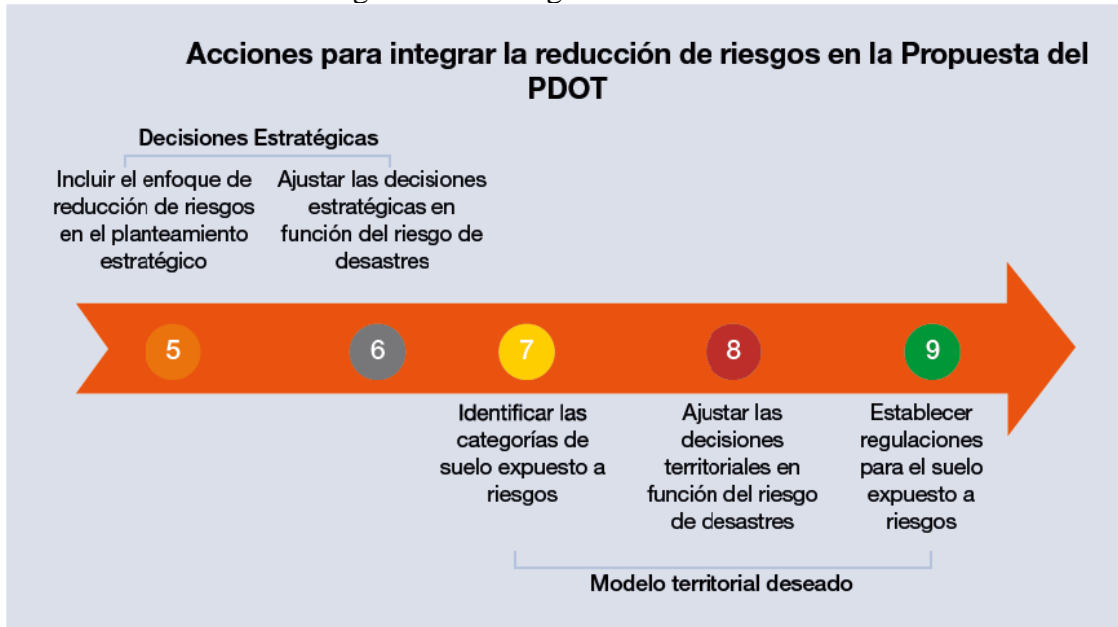 Acciones para integrar la reducción de riesgos en la Propuesta del
PDOT
Decisiones Estratégicas
Incluir el enfoque de
reducción de riesgos
en el planteamiento
estratégico
Ajustar las decisiones
estratégicas en
función del riesgo de
desastres
5
6
7
8
9
Identificar las
categorías de
suelo expuesto a
riesgos
Ajustar las
decisiones
territoriales en
función del riesgo
de desastres
Establecer
regulaciones
para el suelo
expuesto a
riesgos
Modelo territorial deseado